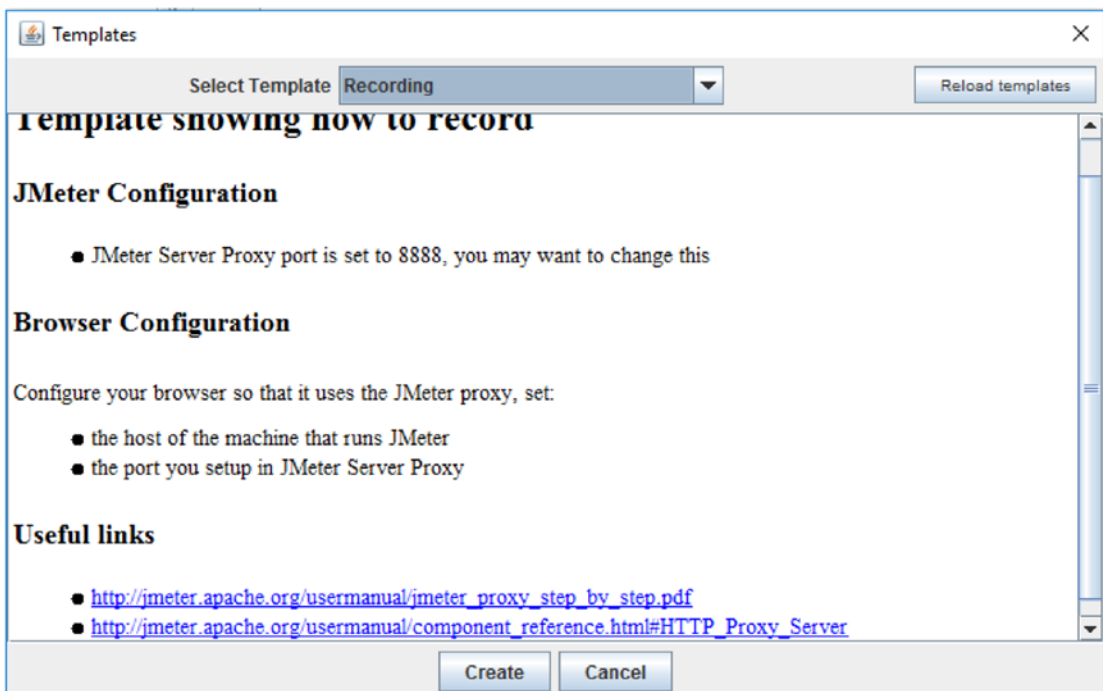 Templates
Select Template Recording Reload templates
Template showing how to record
JMeter Configuration
JMeter Server Proxy port is set to 8888, you may want to change this
Browser Configuration
Configure your browser so that it uses the JMeter proxy, set:
the host of the machine that runs JMeter
the port you setup in JMeter Server Proxy
Useful links
http://jmeter.apache.org/usermanual/jmeter_proxy_step_by_step.pdf
http://jmeter.apache.org/usermanual/component_reference.html#HTTP_Proxy_Server
Create Cancel